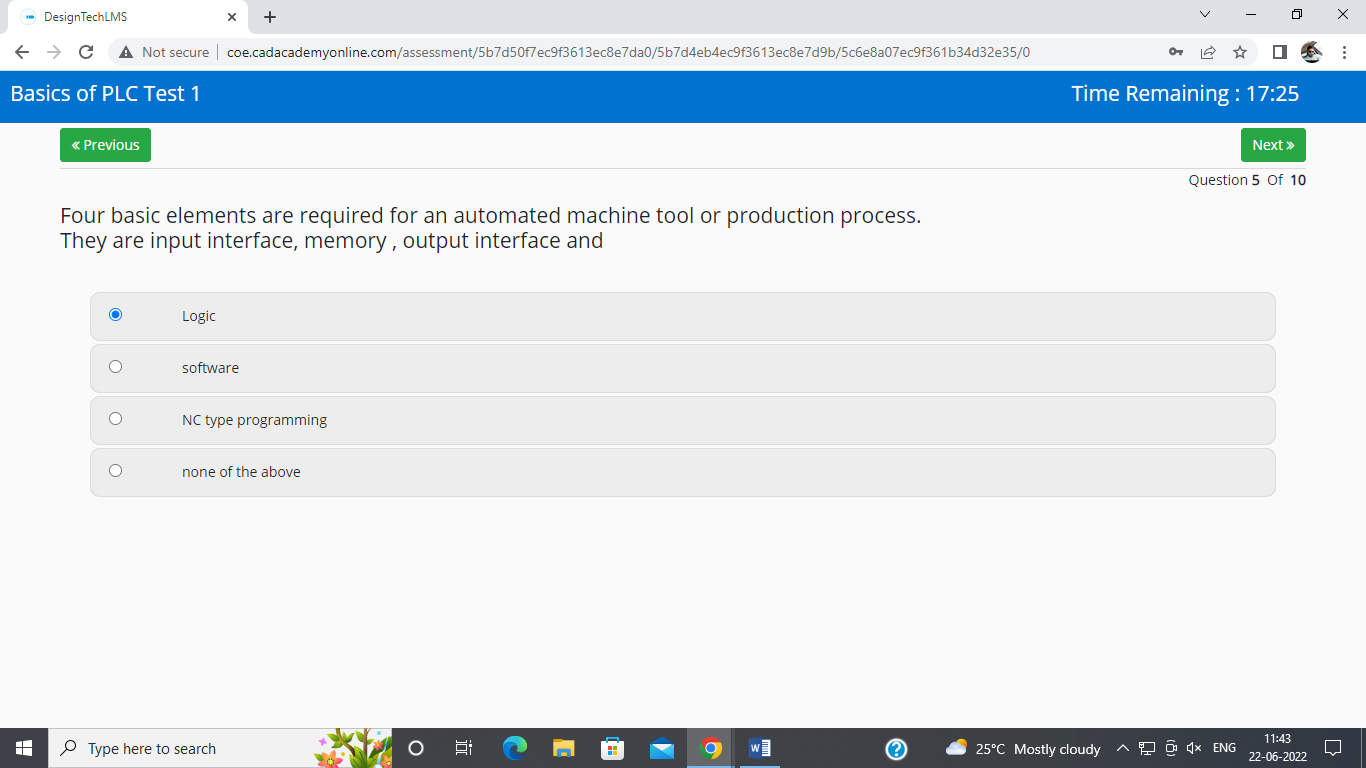 DesignTechLMS
Not secure coe.cadacademyonline.com/assessment/5b7d50f7ec9f3613ec8e7da0/5b7d4eb4ec9f3613ec8e7d9b/5c6e8a07ec9f361b34d32e35/0
Basics of PLC Test 1 Time Remaining : 17:25
« Previous Next »
Question 5 Of 10
Four basic elements are required for an automated machine tool or production process.
They are input interface, memory , output interface and
Logic
software
NC type programming
none of the above
Type here to search 25°C Mostly cloudy ENG 11:43
22-06-2022